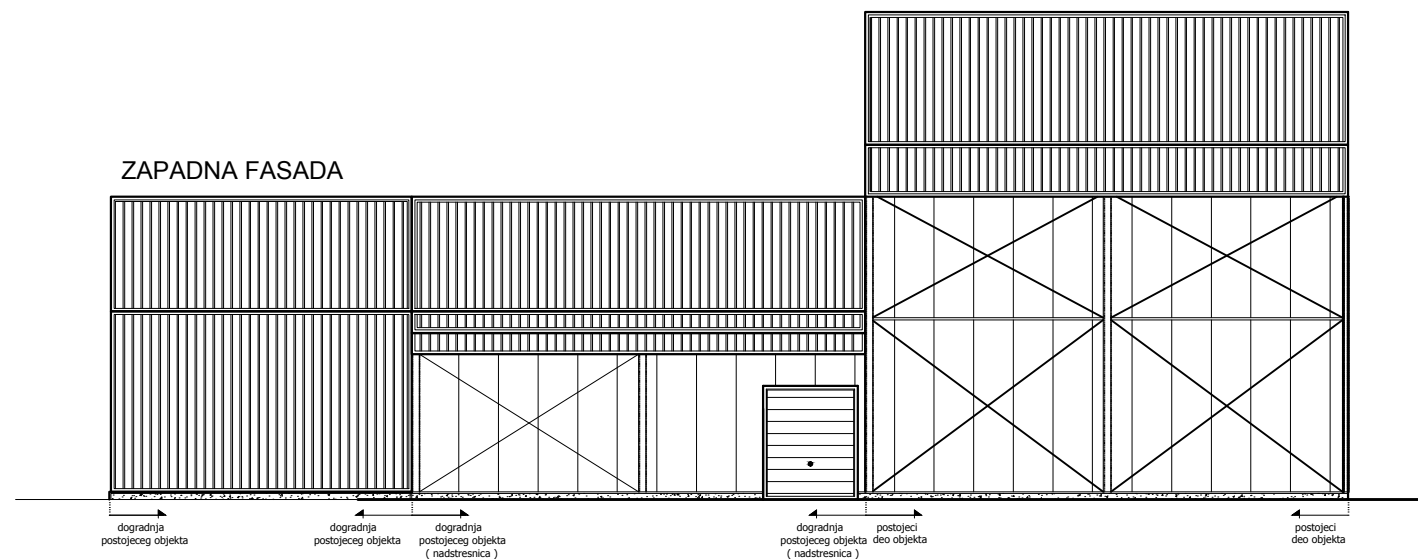 ZAPADNA FASADA
dogradnja
postojeceg objekta
dogradnja
postojeceg objekta
dogradnja
postojeceg objekta
( nadstresnica )
dogradnja
postojeceg objekta
( nadstresnica )
postojeci
deo objekta
postojeci
deo objekta